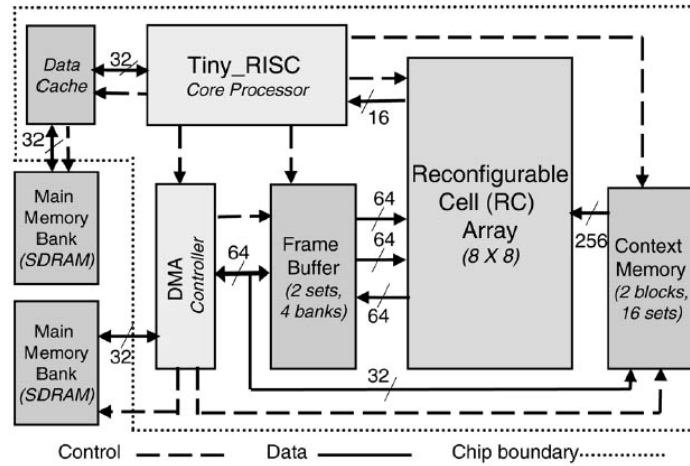 Data
Cache
32
Tiny_RISC
Core Processor
16
32
Main
Memory
Bank
(SDRAM)
DMA
Controller
64
Frame
Buffer
(2 sets,
4 banks)
64
64
64
Reconfigurable
Cell (RC)
Array
(8 X 8)
256
Context
Memory
(2 blocks,
16 sets)
Main
Memory
Bank
(SDRAM)
32
32
Control
Data
Chip boundary